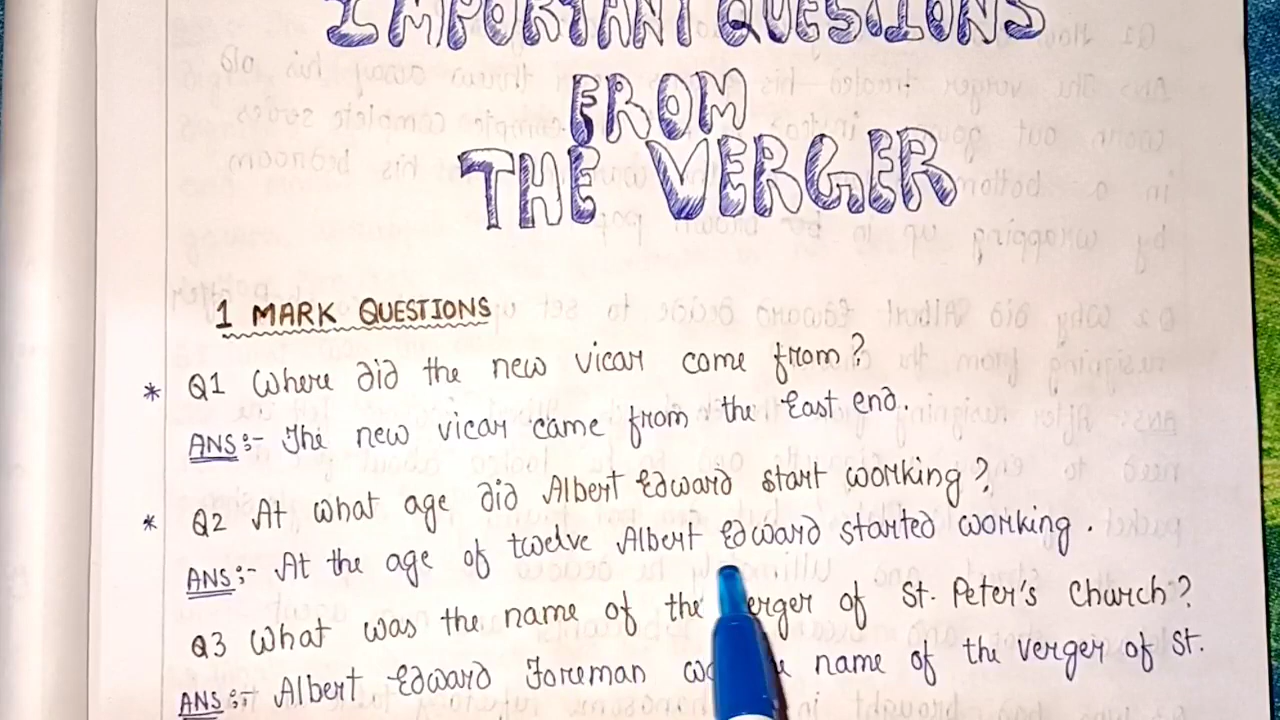 IMPORTANT QUESTIONS
FROM
THE VERGER
1 MARK QUESTIONS
* Q1 Where did the new vicar come from?
ANS:- The new vicar came from the East end.
* Q2 At what age did Albert Edward start working?
ANS:- At the age of twelve Albert Edward started working.
Q3 What was the name of the verger of St. Peter's Church?
ANS:- Albert Edward Foreman name of the verger of St.